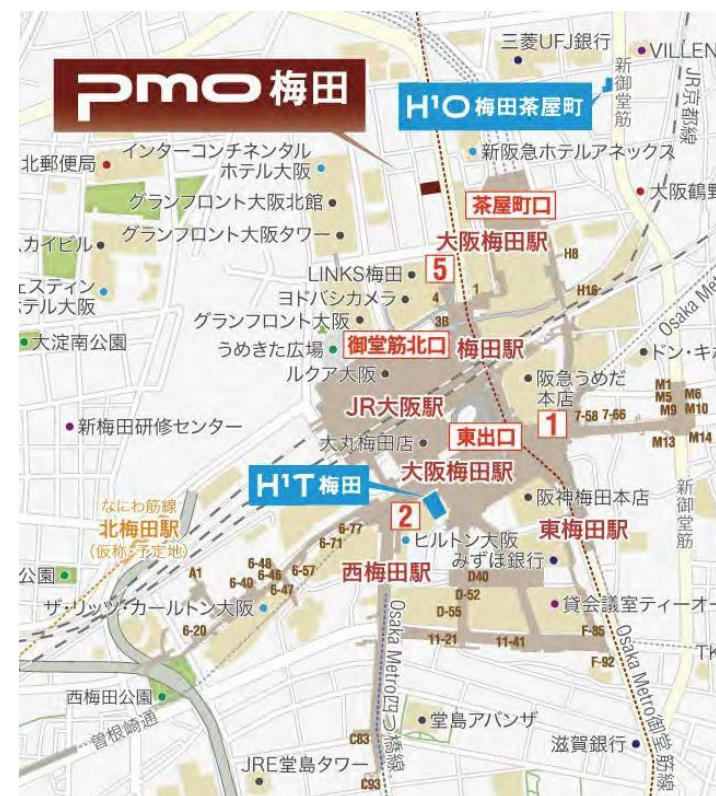 三菱UFJ銀行
VILLEN
PMO梅田
H¹O梅田茶屋町
新御堂筋
JR京都線
北郵便局
インターコンチネンタル
ホテル大阪
新阪急ホテルアネックス
グランフロント大阪北館
茶屋町口
大阪鶴野
カイビル
グランフロント大阪タワー
大阪梅田駅
LINKS梅田
5
H8
ェスティン
テル大阪
ヨドバシカメラ
4
1
H16
Osaka Met
グランフロント大阪
3B
大淀南公園
うめきた広場
御堂筋北口
梅田駅
ドン・キホ
ルクア大阪
阪急うめだ
本店
M1
M5
M6
M9
M10
JR大阪駅
1
7-58
7-66
新梅田研修センター
大丸梅田店
東出口
M13
M14
大阪梅田駅
H¹T梅田
阪神梅田本店
新御堂筋
なにわ筋線
北梅田駅
(仮称・予定地)
2
6-77
6-71
ヒルトン大阪
東梅田駅
みずほ銀行
公園
A1
6-48
6-46
6-40
6-57
6-47
西梅田駅
D40
D-52
ザ・リッツ・カールトン大阪
D-55
貸会議室ティーオー
6-20
11-21
11-41
F-85
F-92
TK
西梅田公園
Osaka Metro四つ橋線
Osaka Metro御堂筋線
曽根崎通
堂島アバンザ
C83
滋賀銀行
JRE堂島タワー
C93